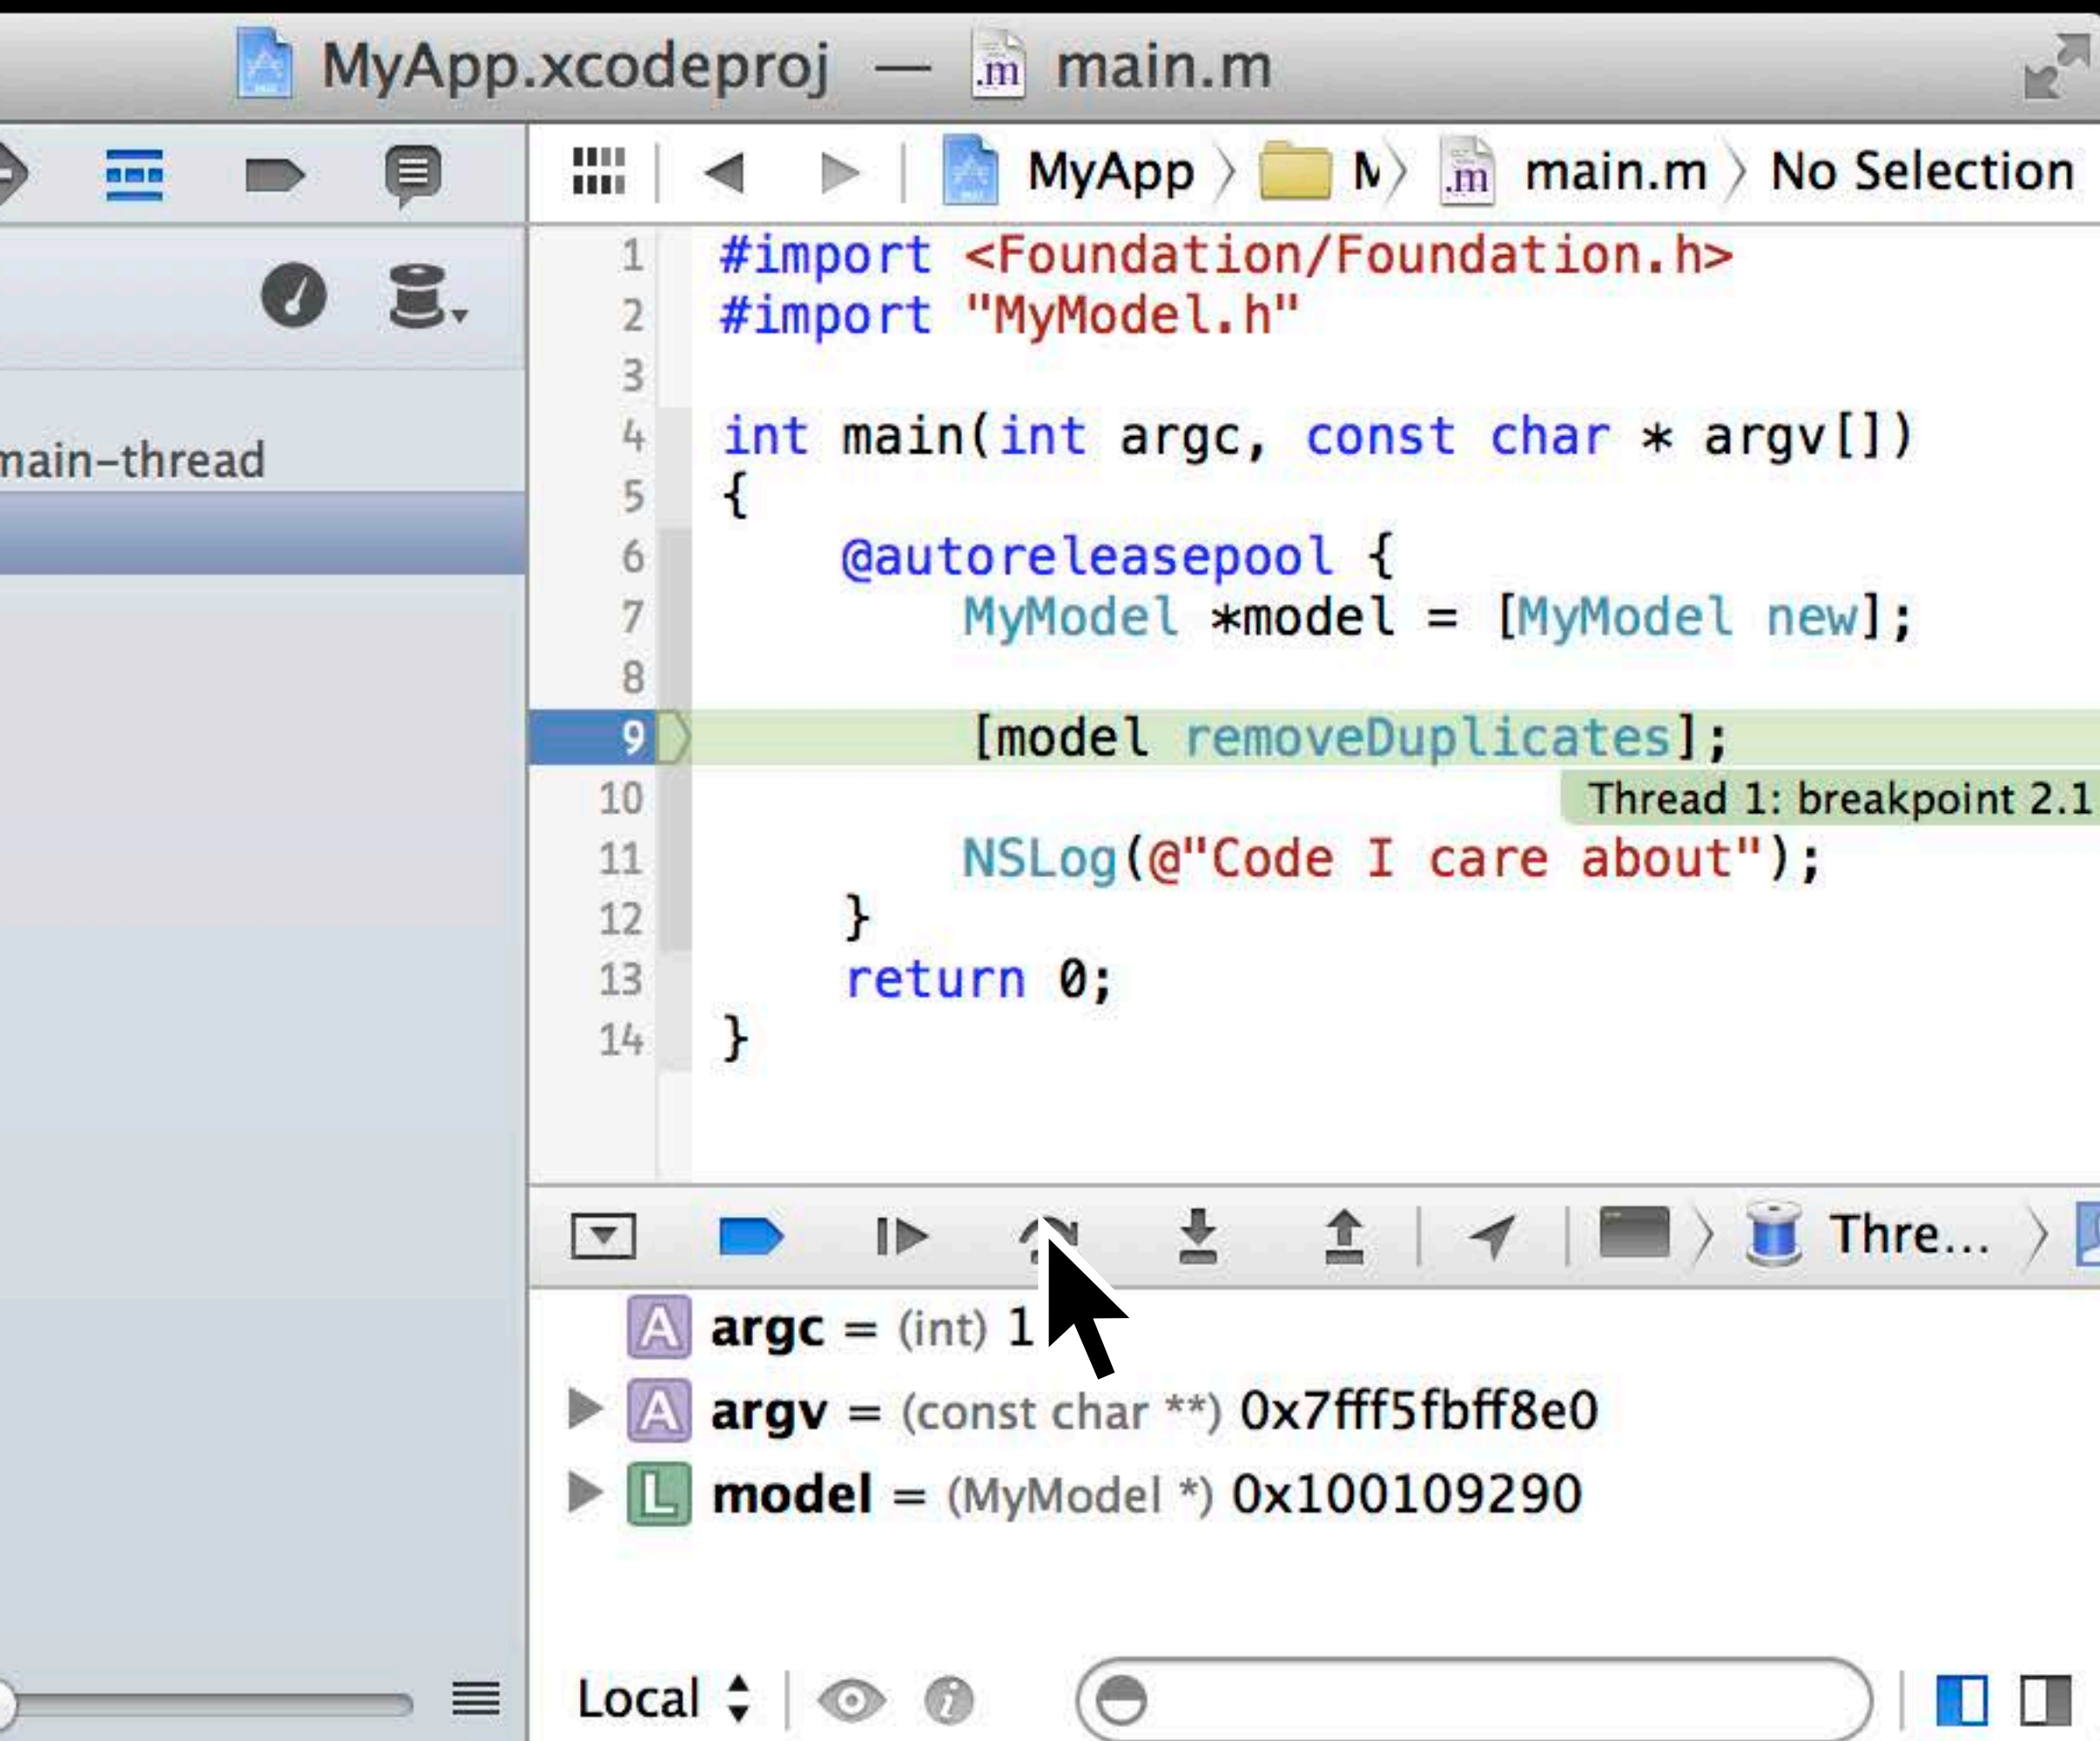 MyApp.xcodeproj — main.m
MyApp 〉 M 〉 main.m 〉 No Selection
main-thread
1 #import <Foundation/Foundation.h>
2 #import "MyModel.h"
3
4 int main(int argc, const char * argv[])
5 {
6     @autoreleasepool {
7         MyModel *model = [MyModel new];
8
9         [model removeDuplicates];
Thread 1: breakpoint 2.1
10
11         NSLog(@"Code I care about");
12     }
13     return 0;
14 }
Thre...
A argc = (int) 1
A argv = (const char **) 0x7fff5fbff8e0
L model = (MyModel *) 0x100109290
Local